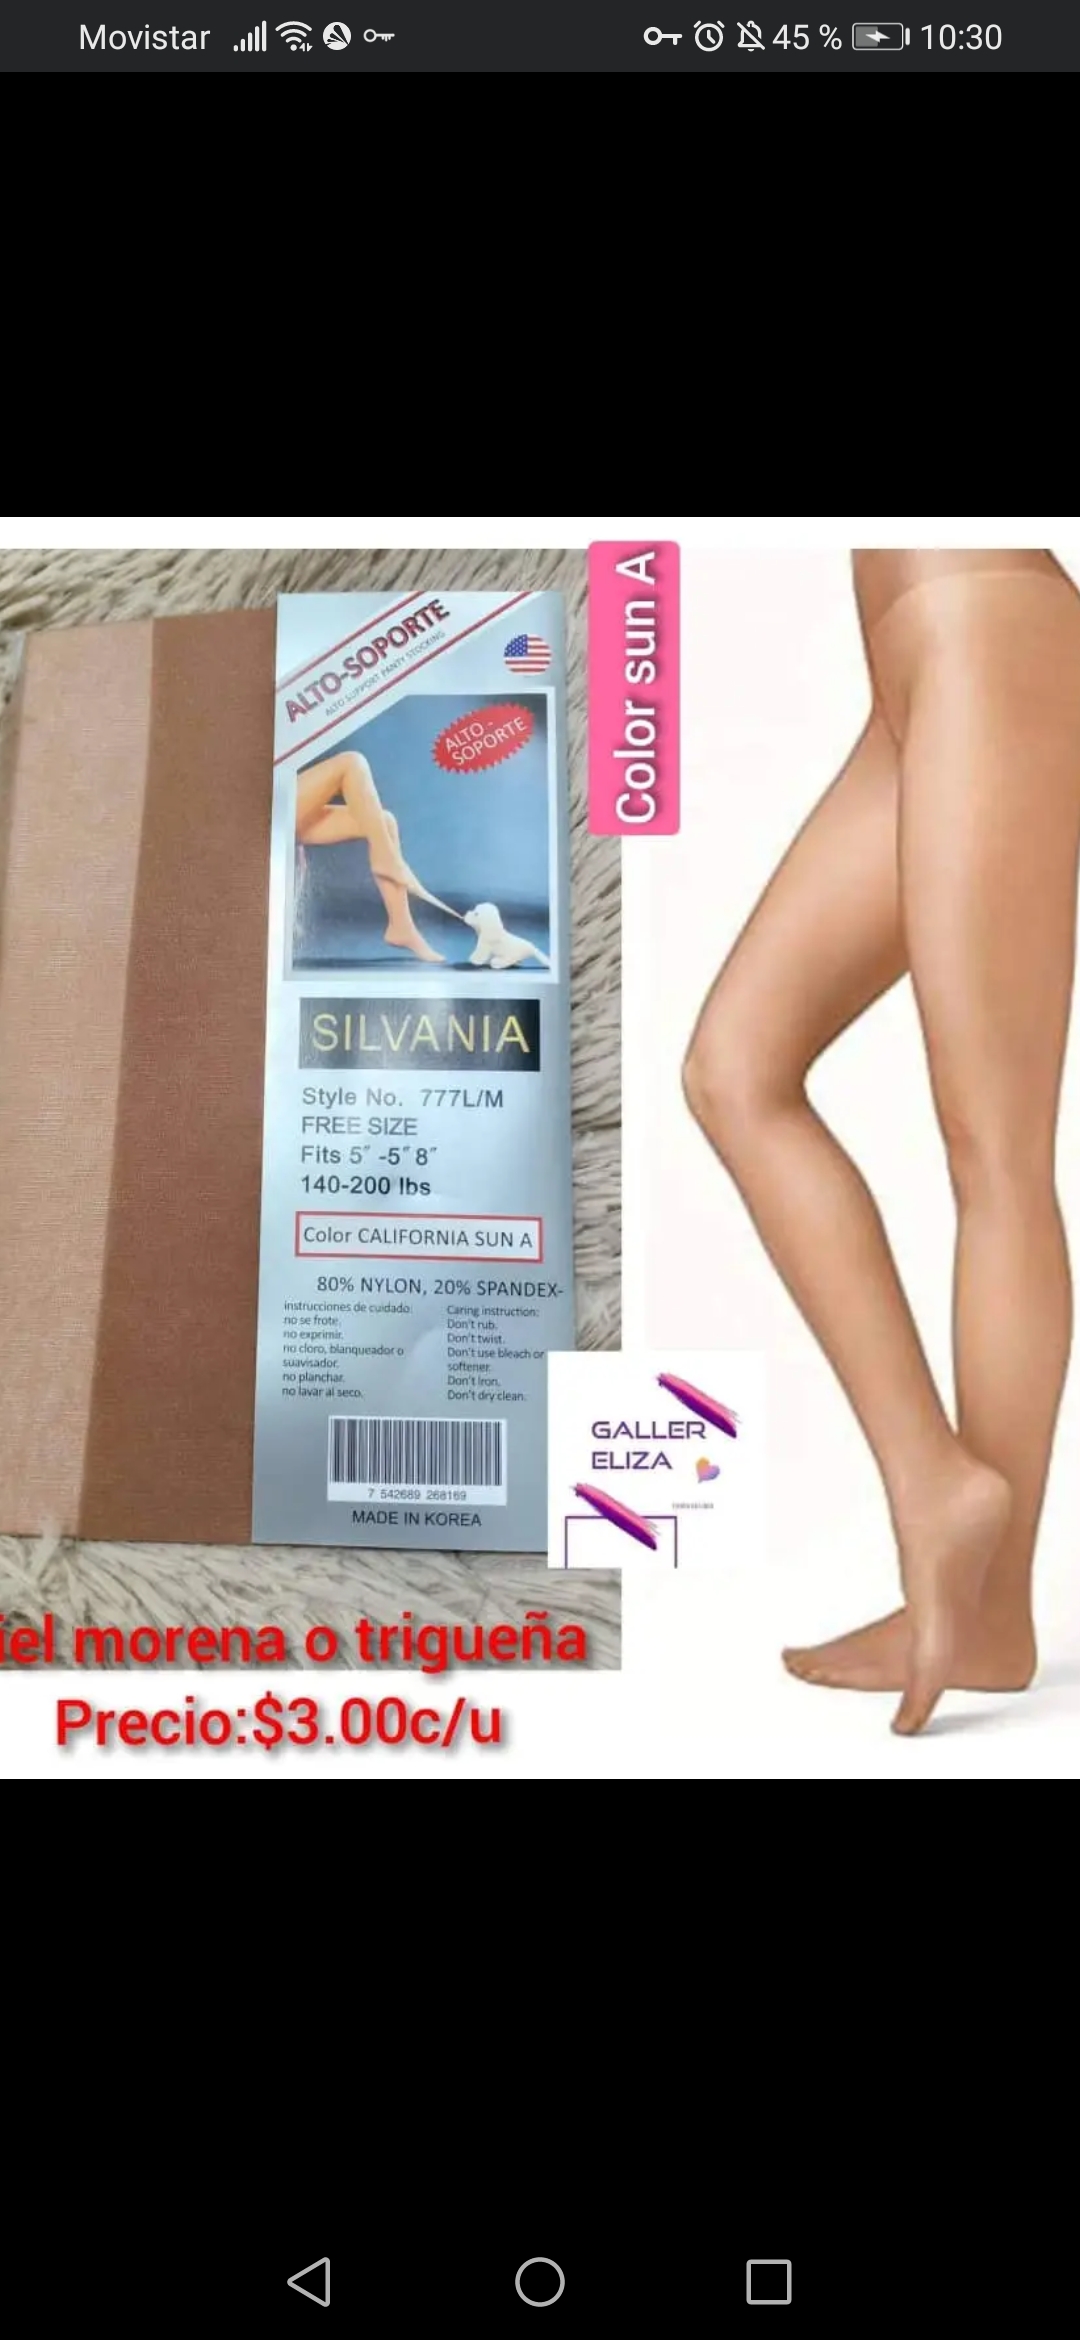 Movistar
45 %
10:30
Color sun A
ALTO-SOPORTE
ALTO SUPPORT PANTY STOCKING
ALTO -
SOPORTE
SILVANIA
Style No. 777L/M
FREE SIZE
Fits 5″ -5″ 8″
140-200 lbs
Color CALIFORNIA SUN A
80% NYLON, 20% SPANDEX-
instrucciones de cuidado:
no se frote.
no exprimir.
no cloro, blanqueador o
suavisador.
no planchar.
no lavar al seco.
Caring instruction:
Don't rub.
Don't twist.
Don't use bleach or
softener.
Don't iron.
Don't dry clean.
7 542689 268169
MADE IN KOREA
GALLER
ELIZA
iel morena o trigueña
Precio:$3.00c/u